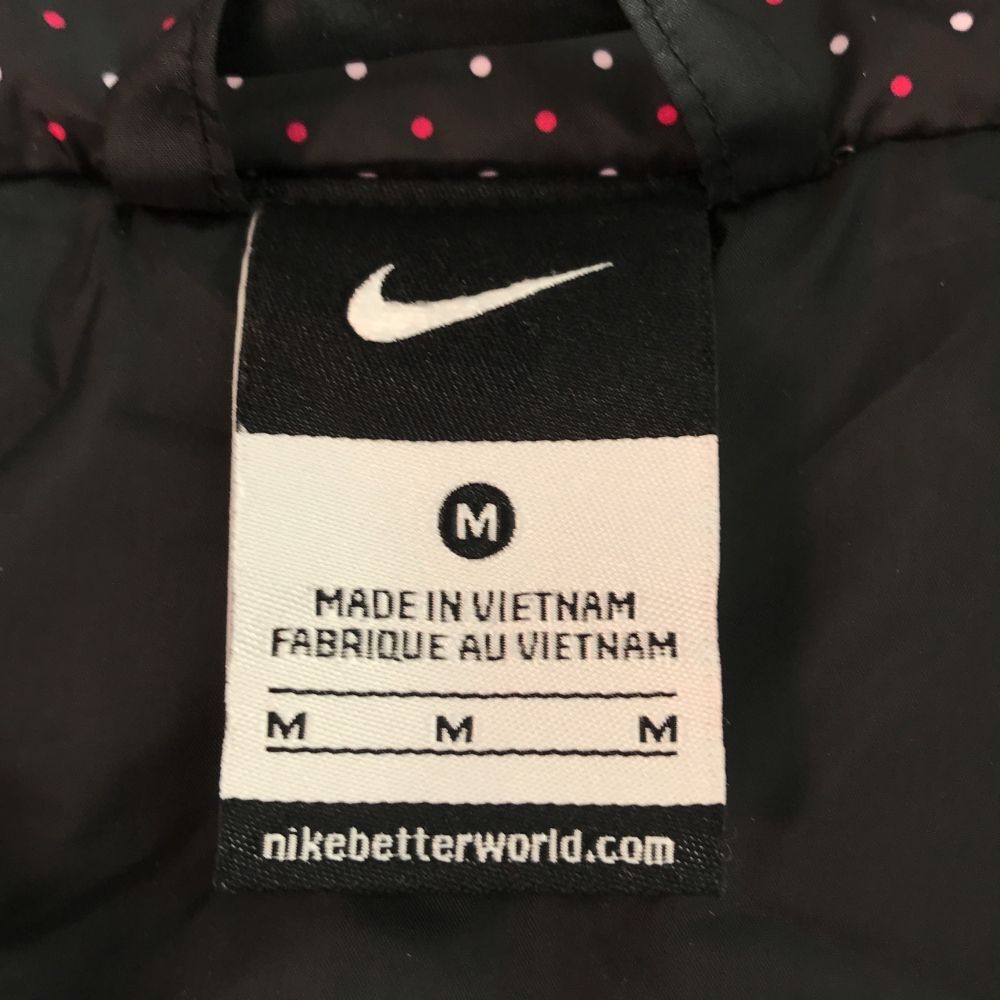 M
MADE IN VIETNAM
FABRIQUE AU VIETNAM
M M M
nikebetterworld.com